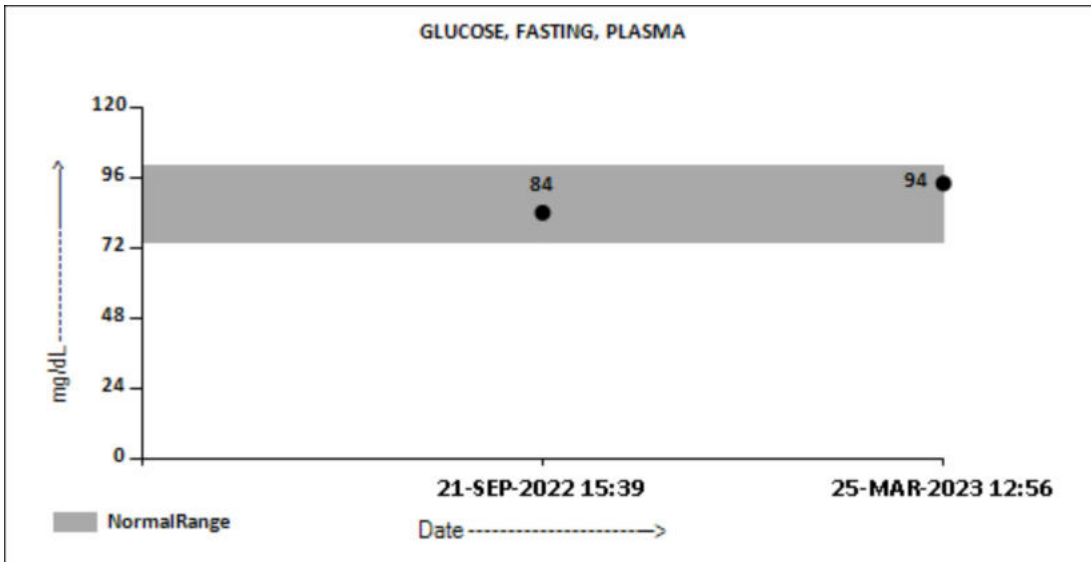 GLUCOSE, FASTING, PLASMA
120
96
84
94
72
48
24
0
mg/dL ------------------>
21-SEP-2022 15:39 25-MAR-2023 12:56
NormalRange
Date ------------------------>